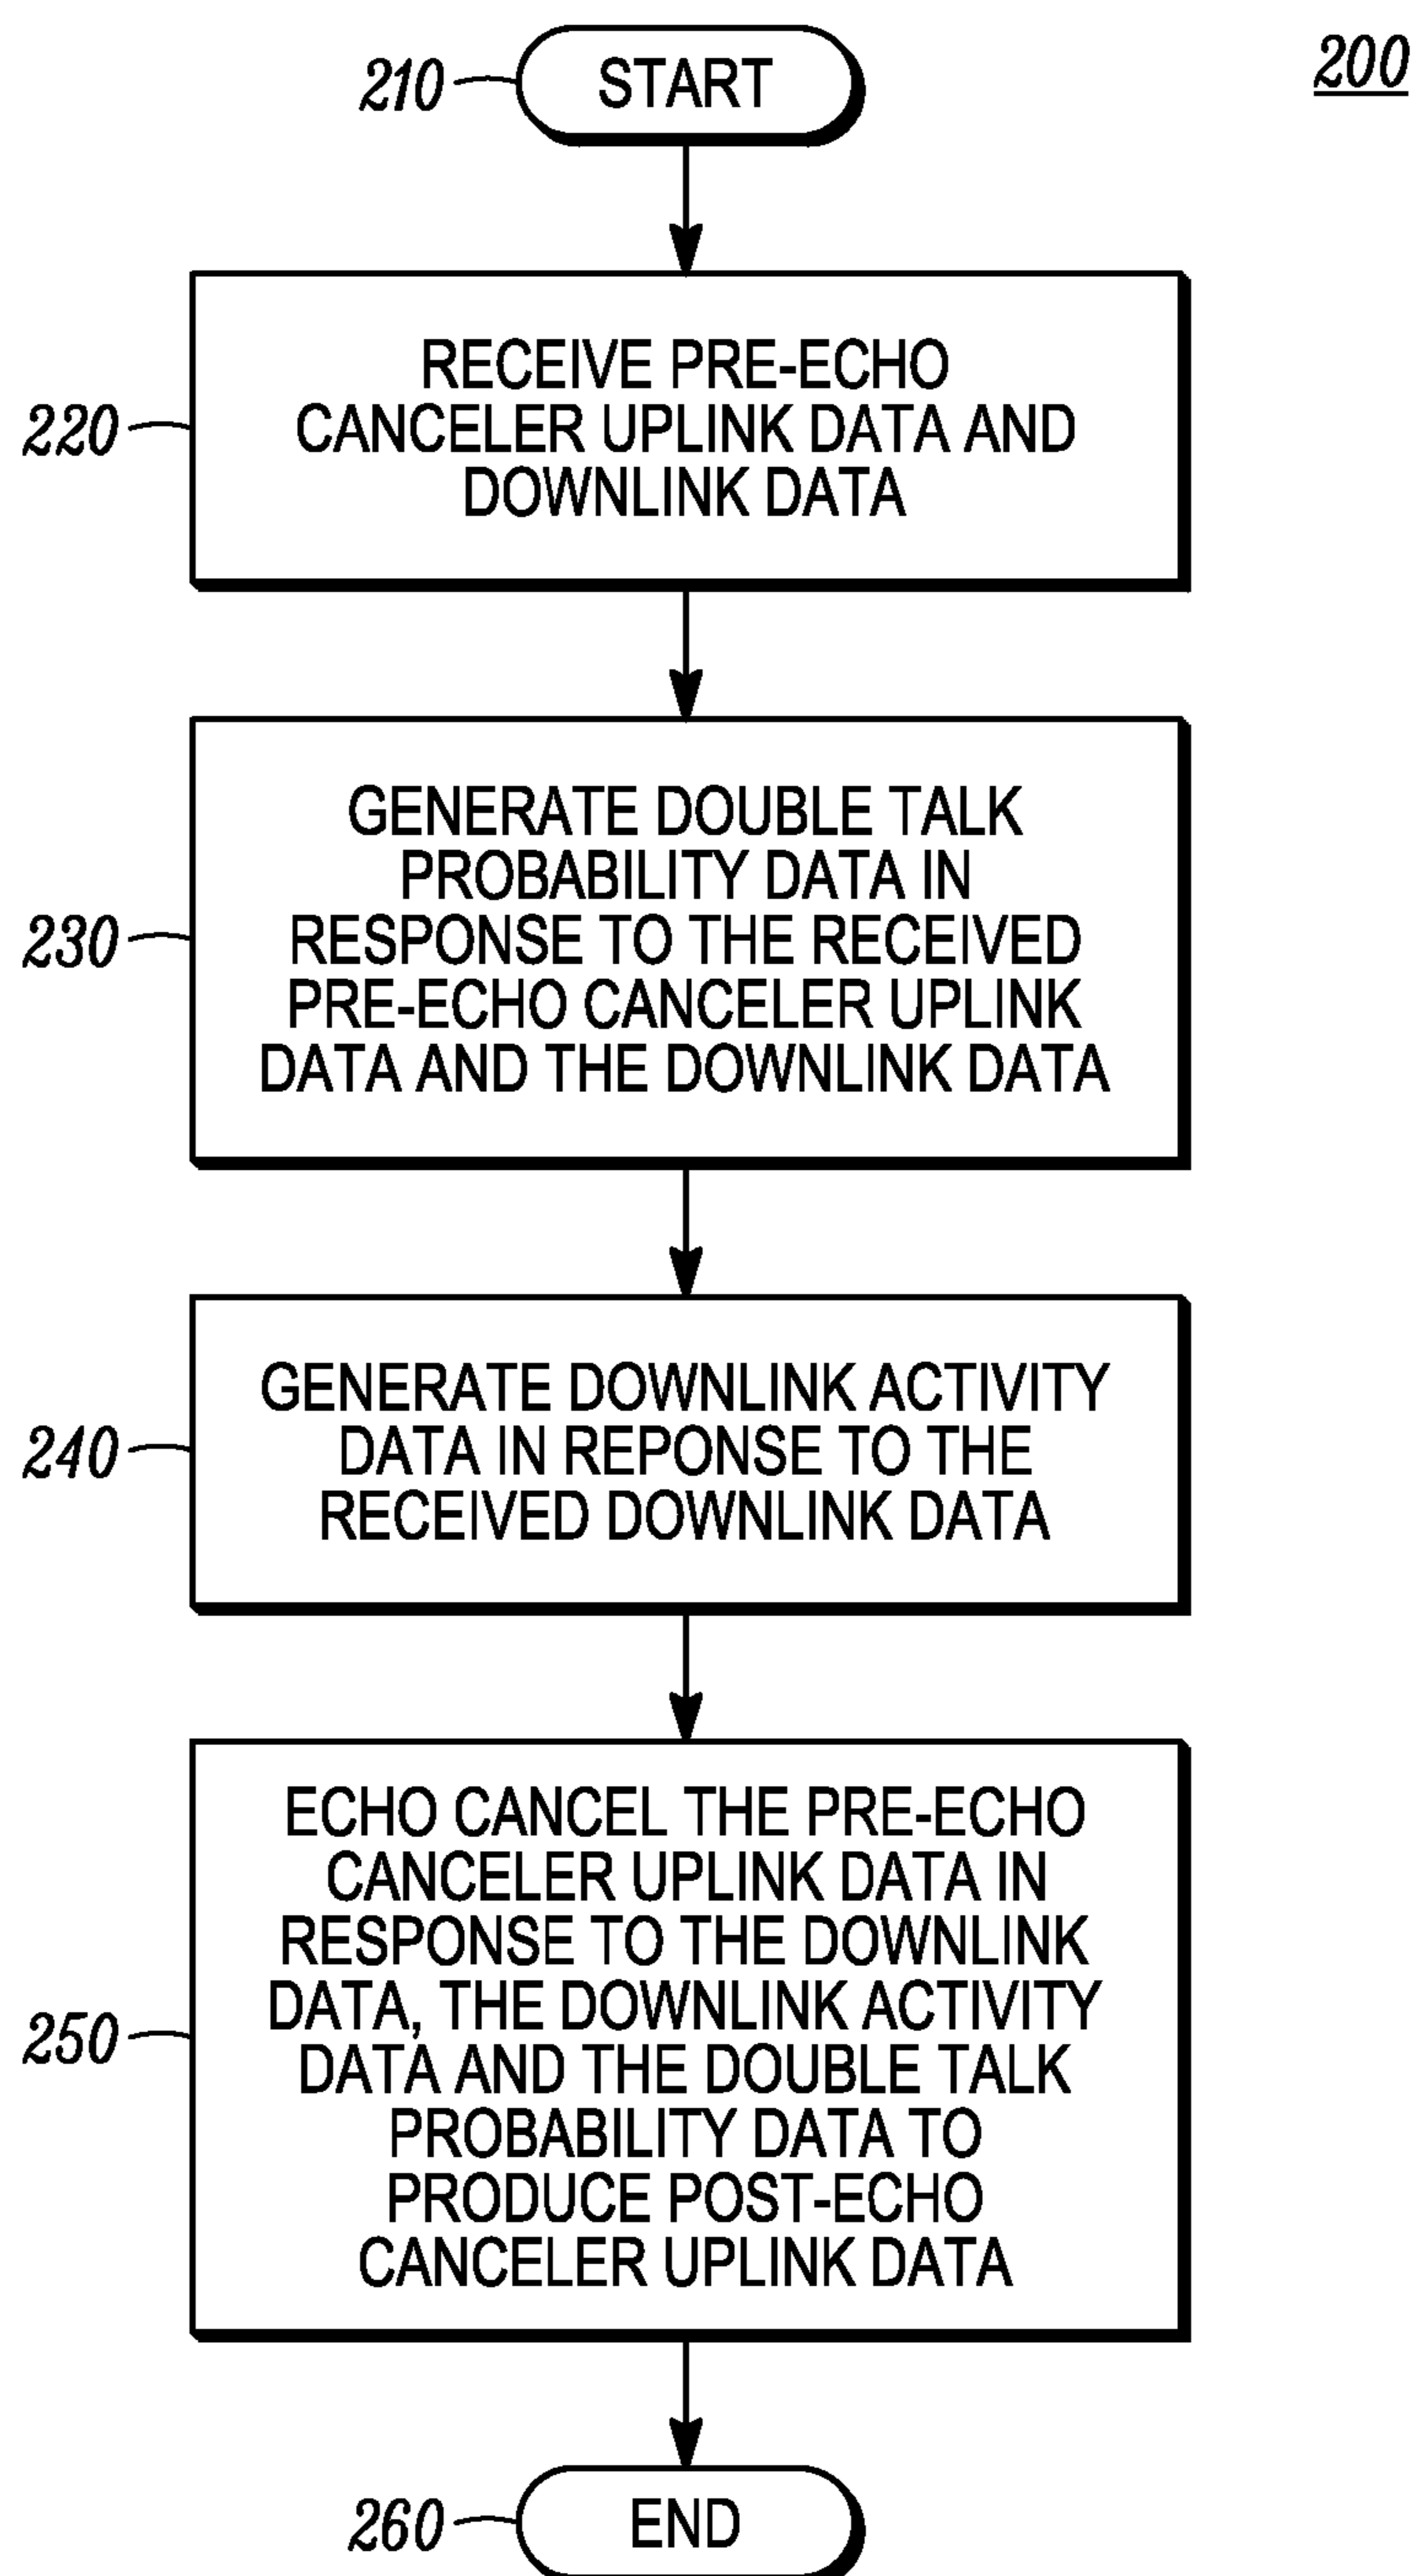 200
210
START
220
RECEIVE PRE-ECHO
CANCELER UPLINK DATA AND
DOWNLINK DATA
230
GENERATE DOUBLE TALK
PROBABILITY DATA IN
RESPONSE TO THE RECEIVED
PRE-ECHO CANCELER UPLINK
DATA AND THE DOWNLINK DATA
240
GENERATE DOWNLINK ACTIVITY
DATA IN REPONSE TO THE
RECEIVED DOWNLINK DATA
250
ECHO CANCEL THE PRE-ECHO
CANCELER UPLINK DATA IN
RESPONSE TO THE DOWNLINK
DATA, THE DOWNLINK ACTIVITY
DATA AND THE DOUBLE TALK
PROBABILITY DATA TO
PRODUCE POST-ECHO
CANCELER UPLINK DATA
260
END